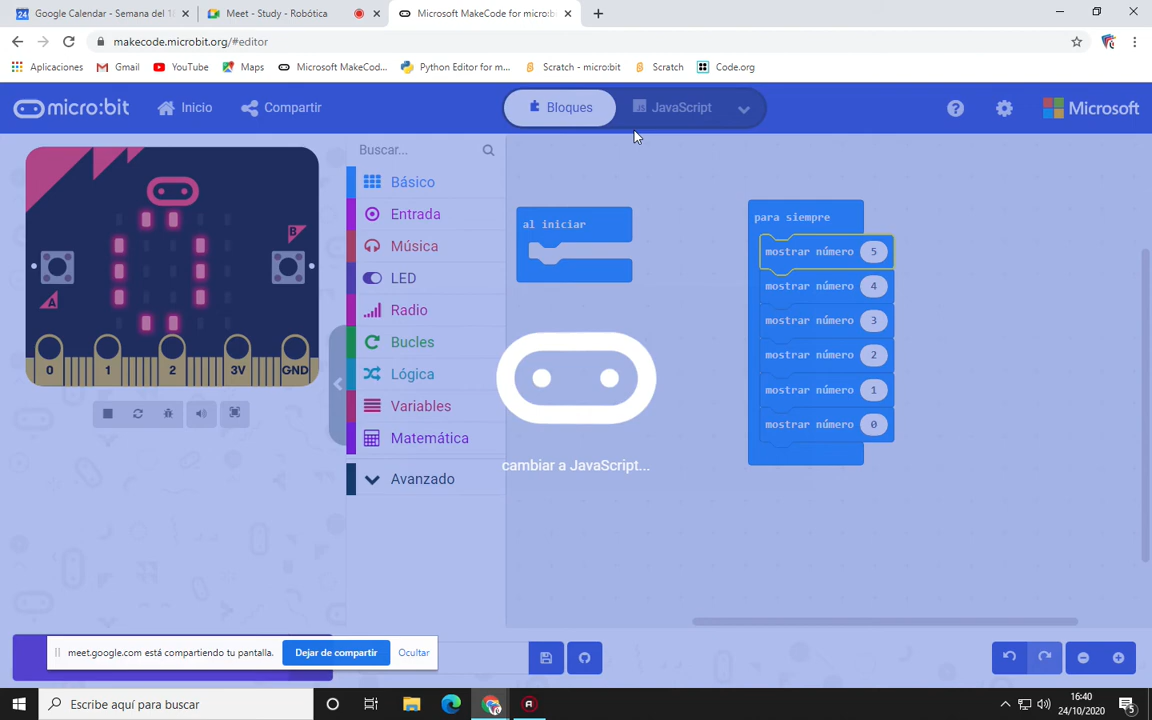 Google Calendar - Semana del 1
Meet - Study - Robótica
Microsoft MakeCode for micro:b
makecode.microbit.org/#editor
Aplicaciones
Gmail
YouTube
Maps
Microsoft MakeCod...
Python Editor for m...
Scratch - micro:bit
Scratch
Code.org
micro:bit
Inicio
Compartir
Bloques
JS
JavaScript
Microsoft
Buscar...
Básico
Entrada
Música
LED
Radio
Bucles
Lógica
Variables
Matemática
Avanzado
A
B
0
1
2
3V
GND
al iniciar
para siempre
mostrar número 5
mostrar número 4
mostrar número 3
mostrar número 2
mostrar número 1
mostrar número 0
cambiar a JavaScript...
meet.google.com está compartiendo tu pantalla.
Dejar de compartir
Ocultar
Escribe aquí para buscar
16:40
24/10/2020
5